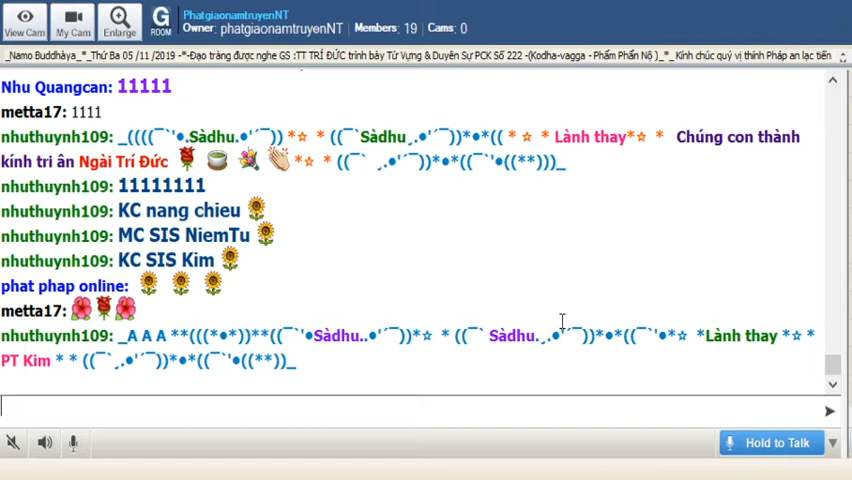 View Cam
My Cam
Enlarge
G
ROOM
PhatgiaonamtruyenNT
Owner: phatgiaonamtruyenNT Members: 19 Cams: 0
_Namo Buddhàya_*_Thứ Ba 05 /11 /2019 -*-Đạo tràng được nghe GS :TT TRÍ ĐỨC trình bày Từ Vựng & Duyên Sự PCK Số 222 -(Kodha-vagga - Phẩm Phẫn Nộ )_*_ Kính chúc quý vị thính Pháp an lạc tiến
Nhu Quangcan: 11111
metta17: 1111
nhuthuynh109: _((((¯`'•.Sàdhu.•'´¯)) *☆ * ((¯`Sàdhu¸.•'´¯))*•*(( * ☆ * Lành thay*☆ * Chúng con thành
kính tri ân Ngài Trí Đức 🌹 🍵 💐 👏 *☆ * ((¯` ¸.•'´¯))*•*((¯`'•((**)))_
nhuthuynh109: 11111111
nhuthuynh109: KC nang chieu 🌻
nhuthuynh109: MC SIS NiemTu 🌻
nhuthuynh109: KC SIS Kim 🌻
phat phap online: 🌻 🌻 🌻
metta17: 🌺🌹🌺
nhuthuynh109: _A A A **(((*•*))**((¯`'•Sàdhu..•'´¯))*☆ * ((¯` Sàdhu.¸.•'´¯))*•*((¯`'•*☆ *Lành thay *☆ *
PT Kim * * ((¯`¸.•'´¯))*•*((¯`'•((**))_
Hold to Talk